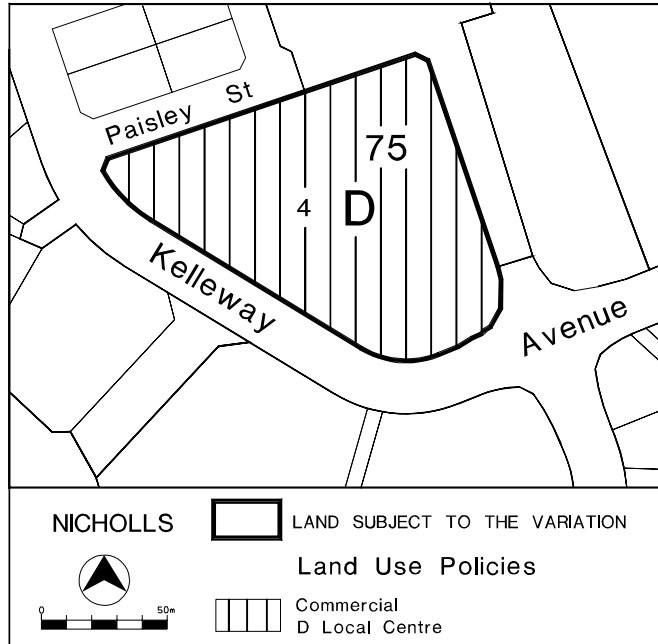 Paisley St
75
4 D
Kelleway Avenue
NICHOLLS
LAND SUBJECT TO THE VARIATION
Land Use Policies
0 50m
Commercial
D Local Centre